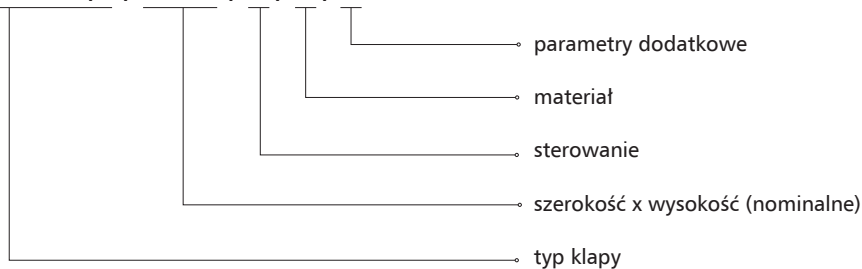 parametry dodatkowe
materiał
sterowanie
szerokość x wysokość (nominalne)
typ klapy